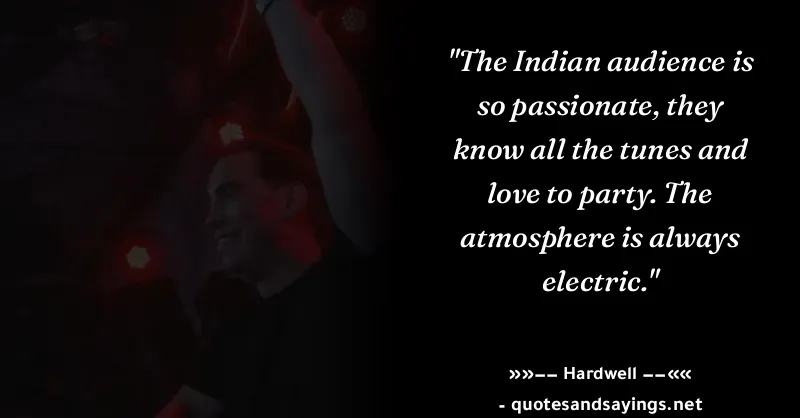 "The Indian audience is
so passionate, they
know all the tunes and
love to party. The
atmosphere is always
electric."
»»−− Hardwell −−««
- quotesandsayings.net